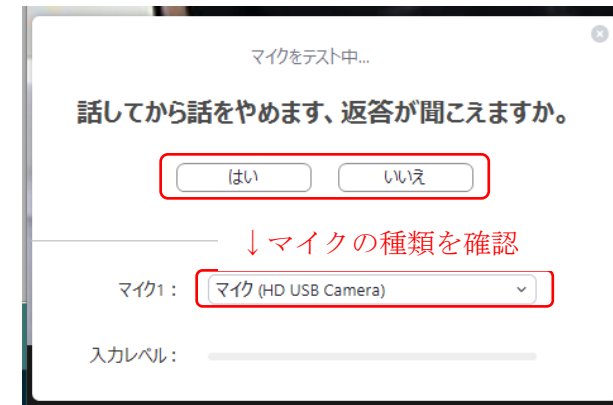 マイクをテスト中...
話してから話をやめます、返答が聞こえますか。
はい いいえ
↓マイクの種類を確認
マイク1： マイク (HD USB Camera)
入力レベル：